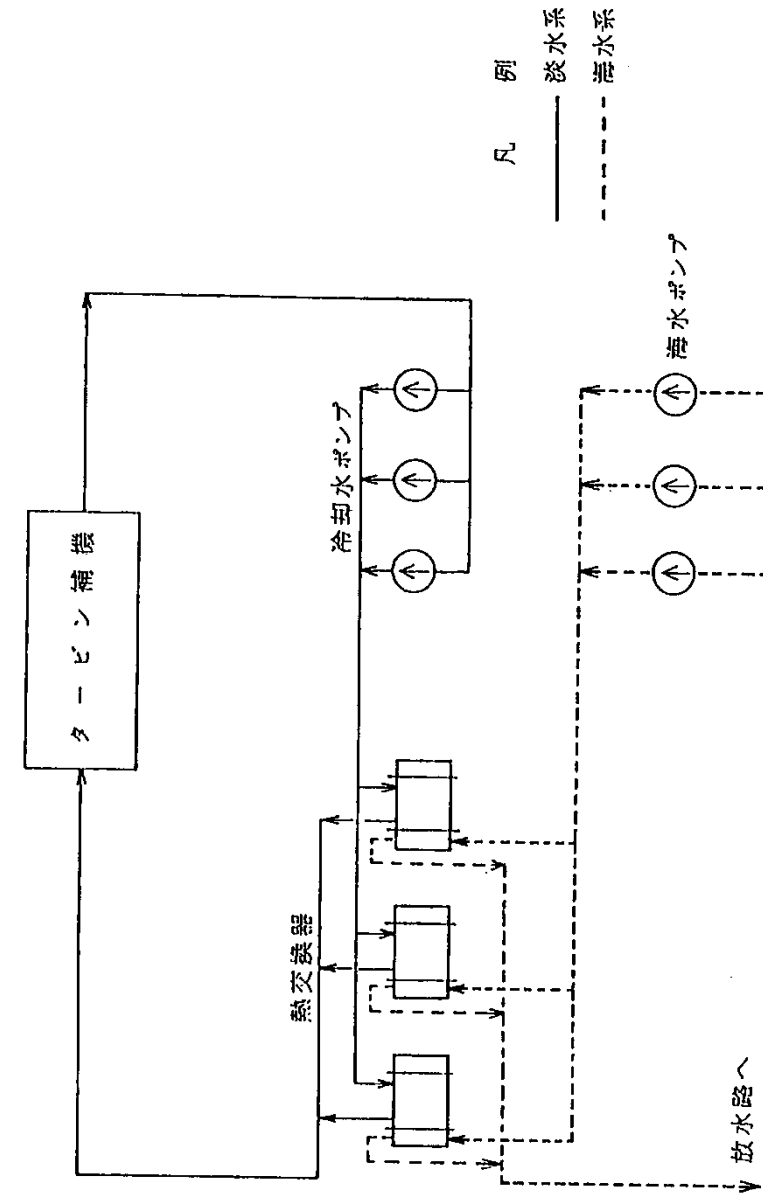 タービン補機
冷却水ポンプ
熱交換器
海水ポンプ
放水路へ
凡 例
淡水系
海水系